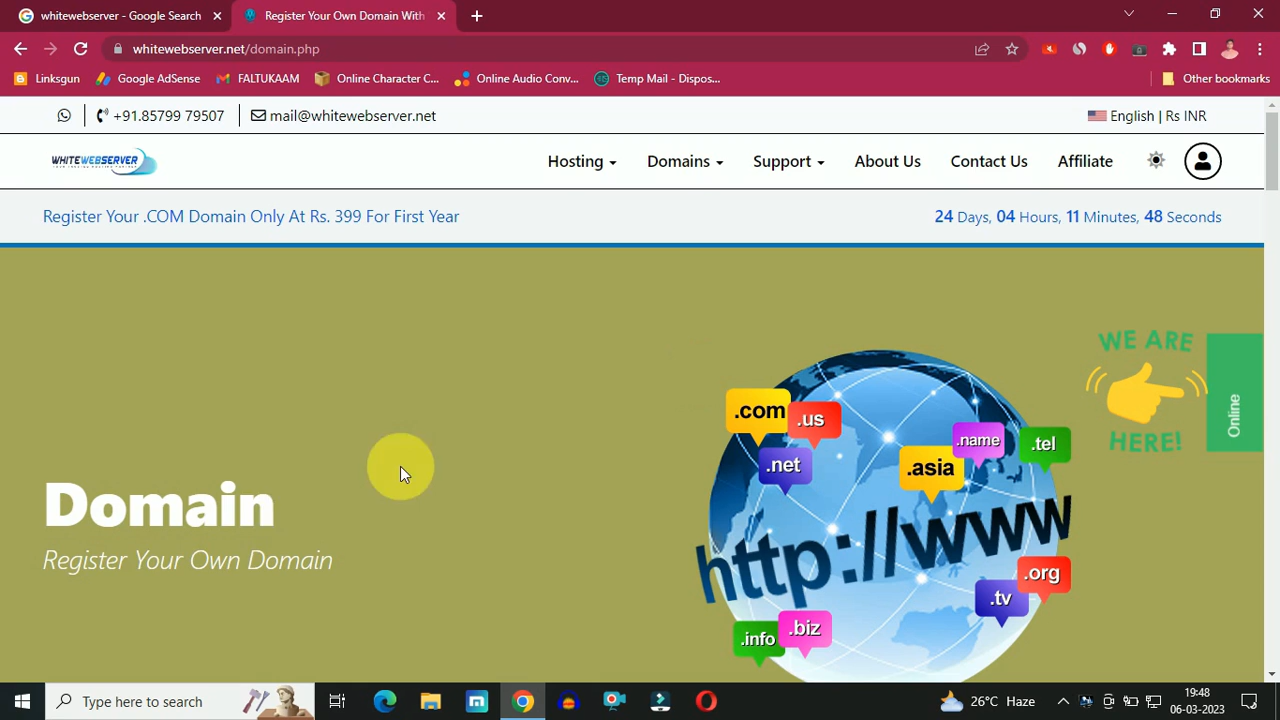 whitewebserver - Google Search
Register Your Own Domain With
whitewebserver.net/domain.php
Linksgun
Google AdSense
FALTUKAAM
Online Character C...
Online Audio Conv...
Temp Mail - Dispos...
Other bookmarks
+91.85799 79507
mail@whitewebserver.net
English | Rs INR
WHITEWEBSERVER
Hosting
Domains
Support
About Us
Contact Us
Affiliate
Register Your .COM Domain Only At Rs. 399 For First Year
24 Days, 04 Hours, 11 Minutes, 48 Seconds
WE ARE
HERE!
Online
.com
.us
.net
.name
.tel
.asia
http://www
.org
.tv
.info
.biz
Domain
Register Your Own Domain
Type here to search
26°C Haze
19:48
06-03-2023